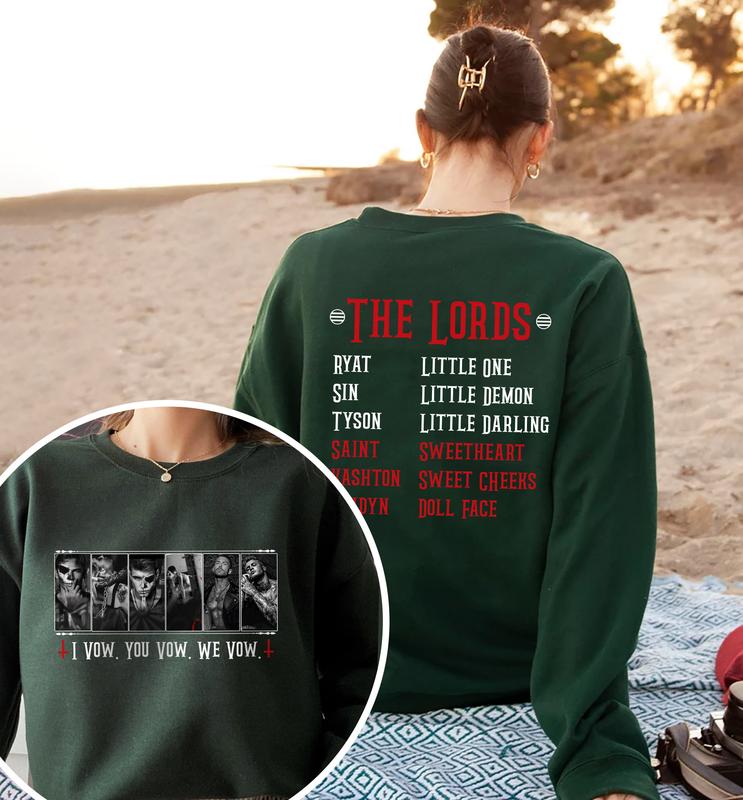 THE LORDS
RYAT LITTLE ONE
SIN LITTLE DEMON
TYSON LITTLE DARLING
SAINT SWEETHEART
KASHTON SWEET CHEEKS
DOLL FACE
I VOW. YOU VOW. WE VOW.